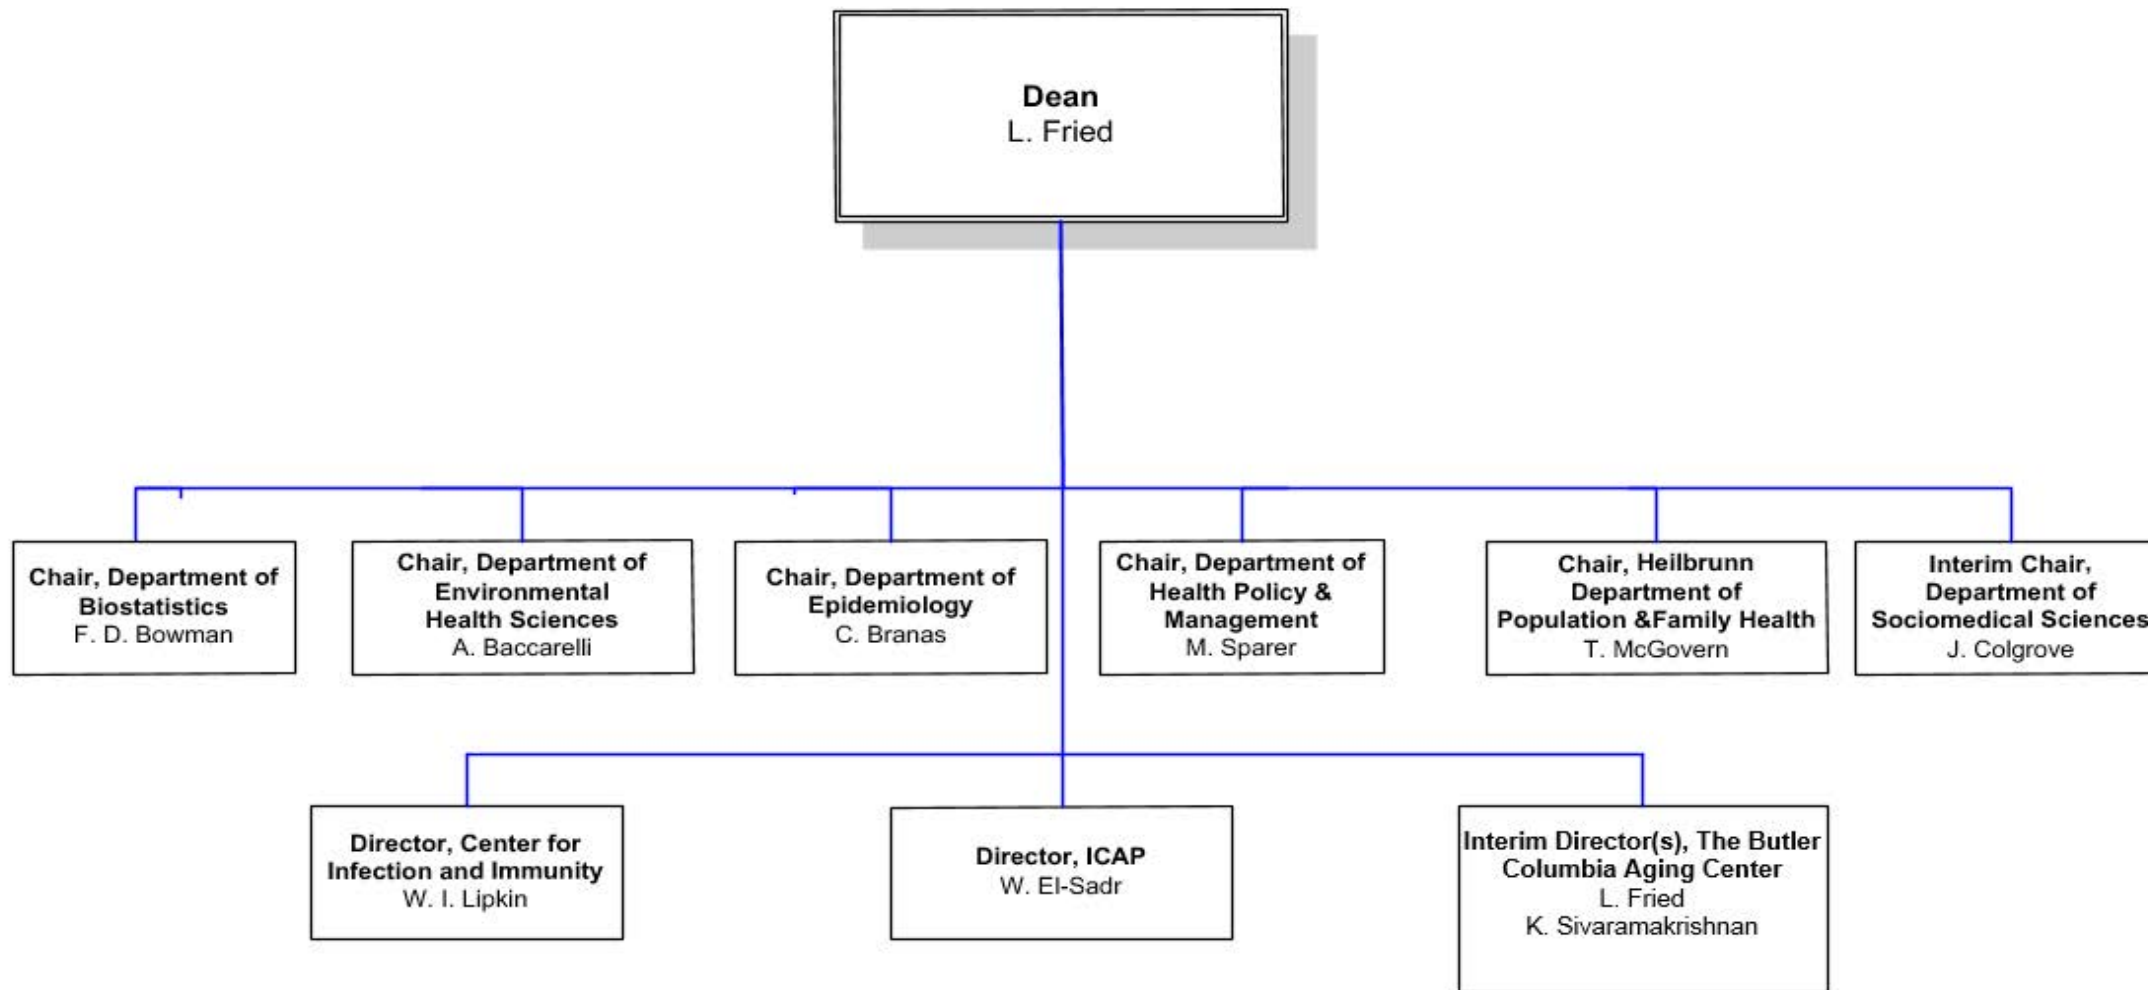 Dean
L. Fried
Chair, Department of
Biostatistics
F. D. Bowman
Chair, Department of
Environmental
Health Sciences
A. Baccarelli
Chair, Department of
Epidemiology
C. Branas
Chair, Department of
Health Policy &
Management
M. Sparer
Chair, Heilbrunn
Department of
Population &Family Health
T. McGovern
Interim Chair,
Department of
Sociomedical Sciences
J. Colgrove
Director, Center for
Infection and Immunity
W. I. Lipkin
Director, ICAP
W. El-Sadr
Interim Director(s), The Butler
Columbia Aging Center
L. Fried
K. Sivaramakrishnan